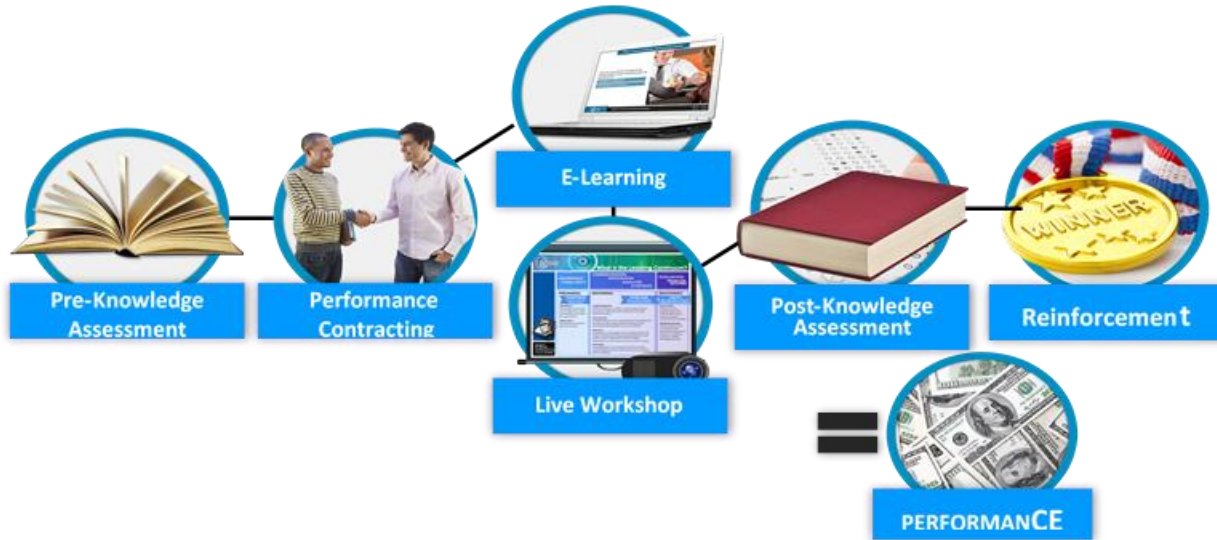 E-Learning
Pre-Knowledge
Assessment
Performance
Contracting
Live Workshop
Post-Knowledge
Assessment
WINNER
Reinforcement
PERFORMANCE